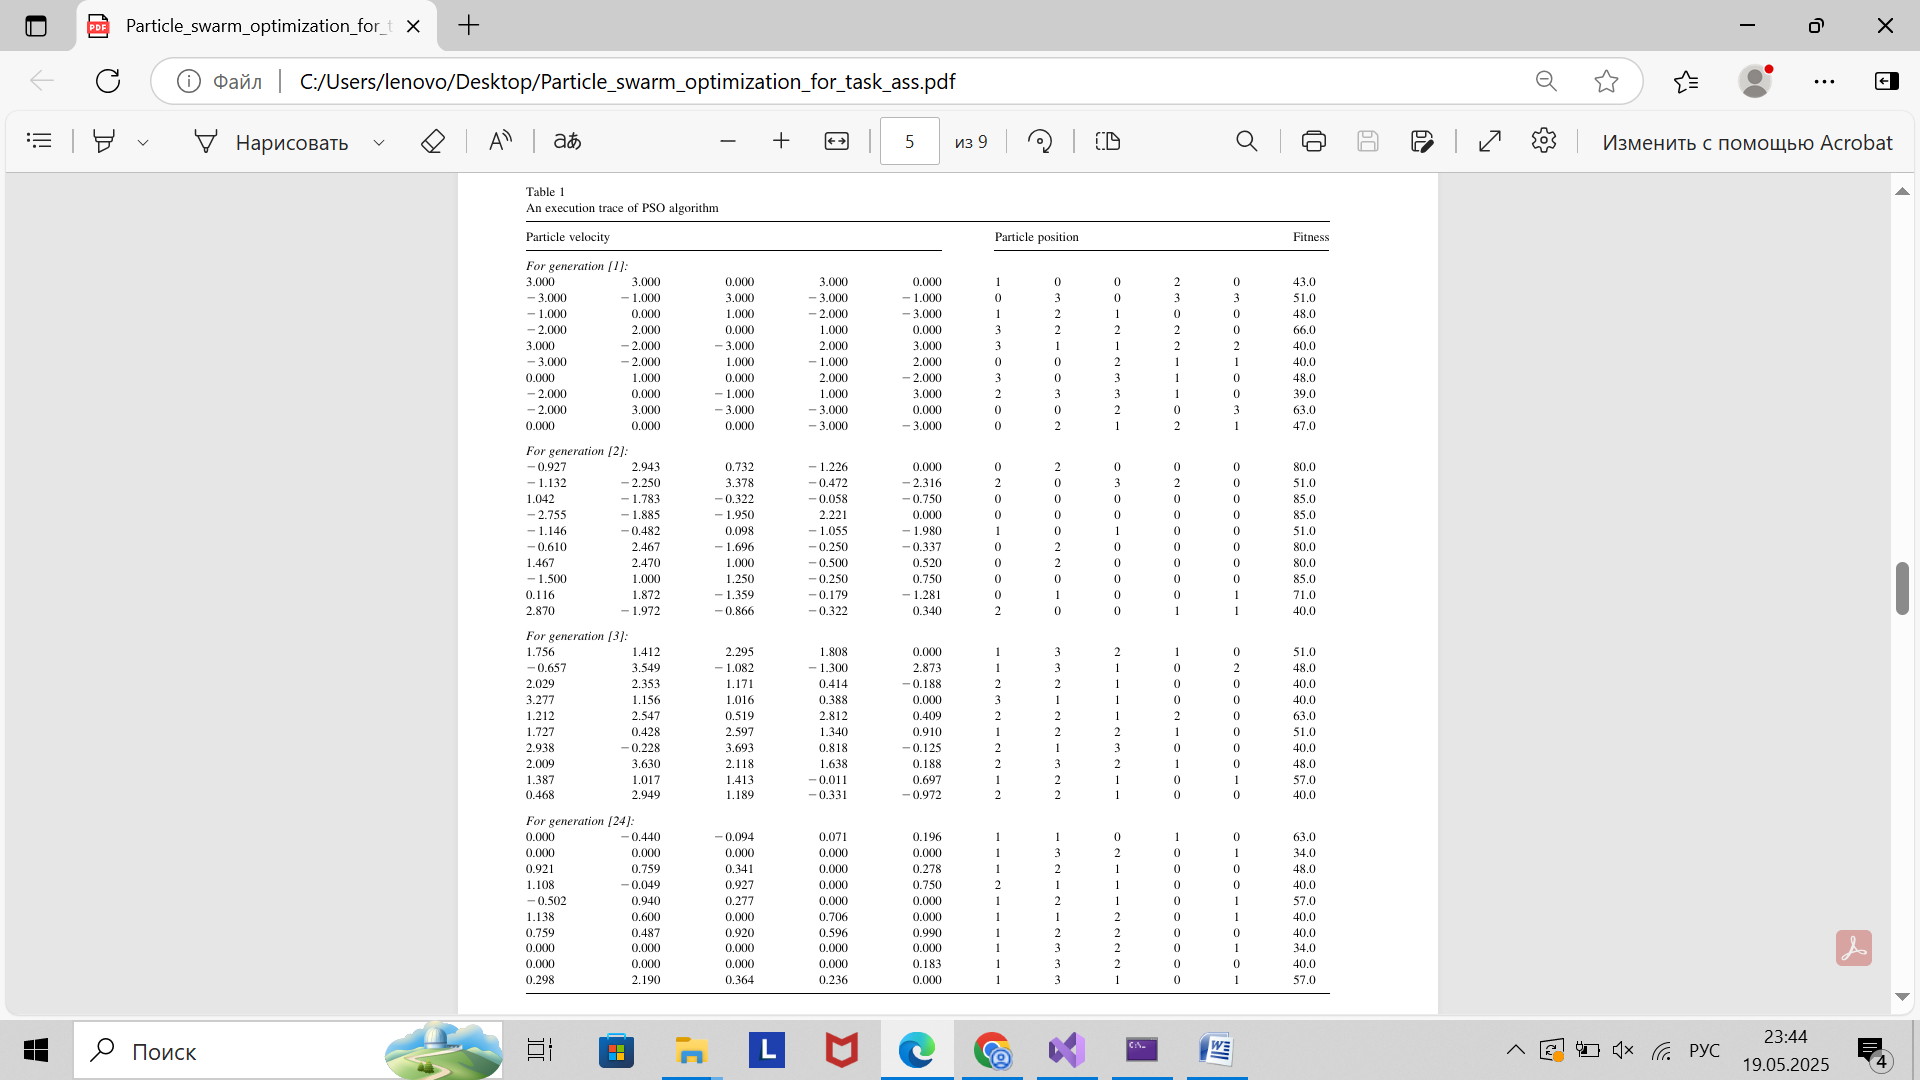 Particle_swarm_optimization_for_t
Файл C:/Users/lenovo/Desktop/Particle_swarm_optimization_for_task_ass.pdf
Нарисовать 5 из 9 Изменить с помощью Acrobat
Table 1
An execution trace of PSO algorithm
Particle velocity Particle position Fitness
For generation [1]:
3.000 3.000 0.000 3.000 0.000 1 0 0 2 0 43.0
−3.000 −1.000 3.000 −3.000 −1.000 0 3 0 3 3 51.0
−1.000 0.000 1.000 −2.000 −3.000 1 2 1 0 0 48.0
−2.000 2.000 0.000 1.000 0.000 3 2 2 2 0 66.0
3.000 −2.000 −3.000 2.000 3.000 3 1 1 2 2 40.0
−3.000 −2.000 1.000 −1.000 2.000 0 0 2 1 1 40.0
0.000 1.000 0.000 2.000 −2.000 3 0 3 1 0 48.0
−2.000 0.000 −1.000 1.000 3.000 2 3 3 1 0 39.0
−2.000 3.000 −3.000 −3.000 0.000 0 0 2 0 3 63.0
0.000 0.000 0.000 −3.000 −3.000 0 2 1 2 1 47.0
For generation [2]:
−0.927 2.943 0.732 −1.226 0.000 0 2 0 0 0 80.0
−1.132 −2.250 3.378 −0.472 −2.316 2 0 3 2 0 51.0
1.042 −1.783 −0.322 −0.058 −0.750 0 0 0 0 0 85.0
−2.755 −1.885 −1.950 2.221 0.000 0 0 0 0 0 85.0
−1.146 −0.482 0.098 −1.055 −1.980 1 0 1 0 0 51.0
−0.610 2.467 −1.696 −0.250 −0.337 0 2 0 0 0 80.0
1.467 2.470 1.000 −0.500 0.520 0 2 0 0 0 80.0
−1.500 1.000 1.250 −0.250 0.750 0 0 0 0 0 85.0
0.116 1.872 −1.359 −0.179 −1.281 0 1 0 0 1 71.0
2.870 −1.972 −0.866 −0.322 0.340 2 0 0 1 1 40.0
For generation [3]:
1.756 1.412 2.295 1.808 0.000 1 3 2 1 0 51.0
−0.657 3.549 −1.082 −1.300 2.873 1 3 1 0 2 48.0
2.029 2.353 1.171 0.414 −0.188 2 2 1 0 0 40.0
3.277 1.156 1.016 0.388 0.000 3 1 1 0 0 40.0
1.212 2.547 0.519 2.812 0.409 2 2 1 2 0 63.0
1.727 0.428 2.597 1.340 0.910 1 2 2 1 0 51.0
2.938 −0.228 3.693 0.818 −0.125 2 1 3 0 0 40.0
2.009 3.630 2.118 1.638 0.188 2 3 2 1 0 48.0
1.387 1.017 1.413 −0.011 0.697 1 2 1 0 1 57.0
0.468 2.949 1.189 −0.331 −0.972 2 2 1 0 0 40.0
For generation [24]:
0.000 −0.440 −0.094 0.071 0.196 1 1 0 1 0 63.0
0.000 0.000 0.000 0.000 0.000 1 3 2 0 1 34.0
0.921 0.759 0.341 0.000 0.278 1 2 1 0 0 48.0
1.108 −0.049 0.927 0.000 0.750 2 1 1 0 0 40.0
−0.502 0.940 0.277 0.000 0.000 1 2 1 0 1 57.0
1.138 0.600 0.000 0.706 0.000 1 1 2 0 1 40.0
0.759 0.487 0.920 0.596 0.990 1 2 2 0 0 40.0
0.000 0.000 0.000 0.000 0.000 1 3 2 0 1 34.0
0.000 0.000 0.000 0.000 0.183 1 3 2 0 0 40.0
0.298 2.190 0.364 0.236 0.000 1 3 1 0 1 57.0
Поиск
РУС
23:44
19.05.2025
4